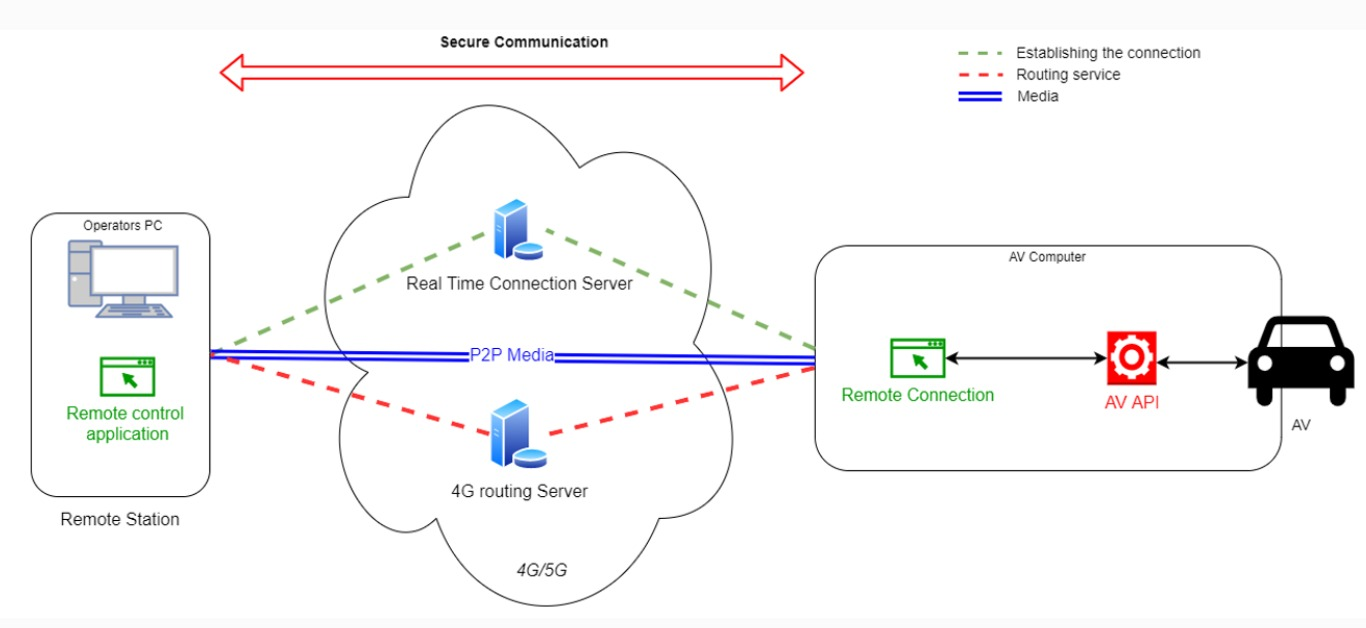 Secure Communication
Establishing the connection
Routing service
Media
Operators PC
Remote control
application
Remote Station
Real Time Connection Server
P2P Media
4G routing Server
4G/5G
AV Computer
Remote Connection
AV API
AV